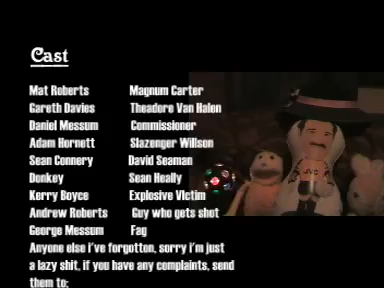 Cast
Mat Roberts Magnum Carter
Gareth Davies Theadore Van Halen
Daniel Messum Commissioner
Adam Hornett Slazenger Willson
Sean Connery David Seaman
Donkey Sean Heally
Kerry Boyce Explosive Victim
Andrew Roberts Guy who gets shot
George Messum Fag
Anyone else i've forgotton, sorry i'm just
a lazy shit, if you have any complaints, send
them to;